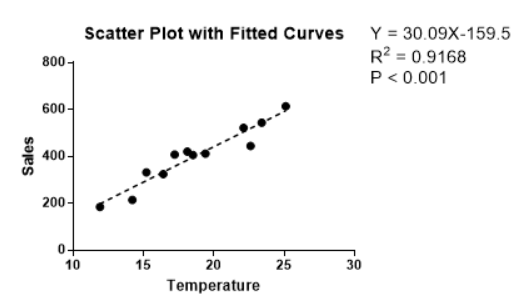 Scatter Plot with Fitted Curves
Y = 30.09X-159.5
R² = 0.9168
P < 0.001
800
600
400
200
0
Sales
10 15 20 25 30
Temperature